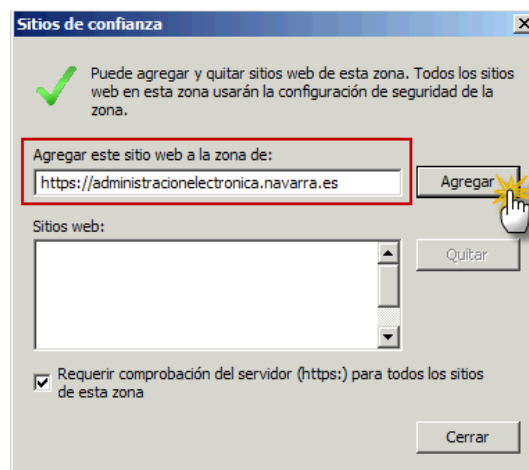 Sitios de confianza
Puede agregar y quitar sitios web de esta zona. Todos los sitios
web en esta zona usarán la configuración de seguridad de la
zona.
Agregar este sitio web a la zona de:
https://administracionelectronica.navarra.es
Agregar
Sitios web:
Quitar
Requerir comprobación del servidor (https:) para todos los sitios
de esta zona
Cerrar